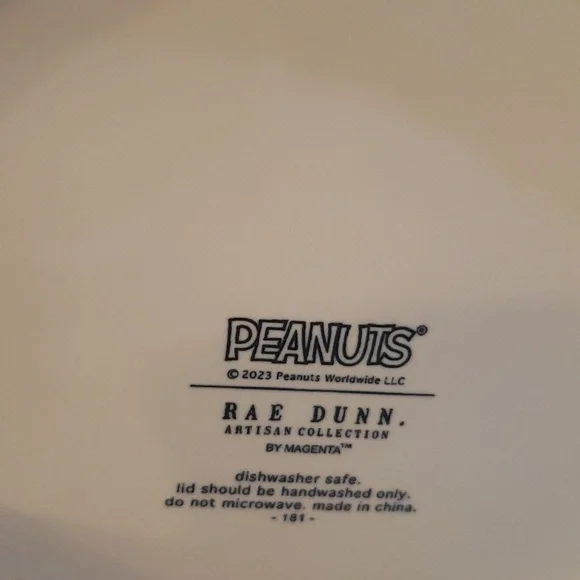 PEANUTS®
© 2023 Peanuts Worldwide LLC
RAE DUNN.
ARTISAN COLLECTION
BY MAGENTA™
dishwasher safe.
lid should be handwashed only.
do not microwave. made in china.
- 181 -